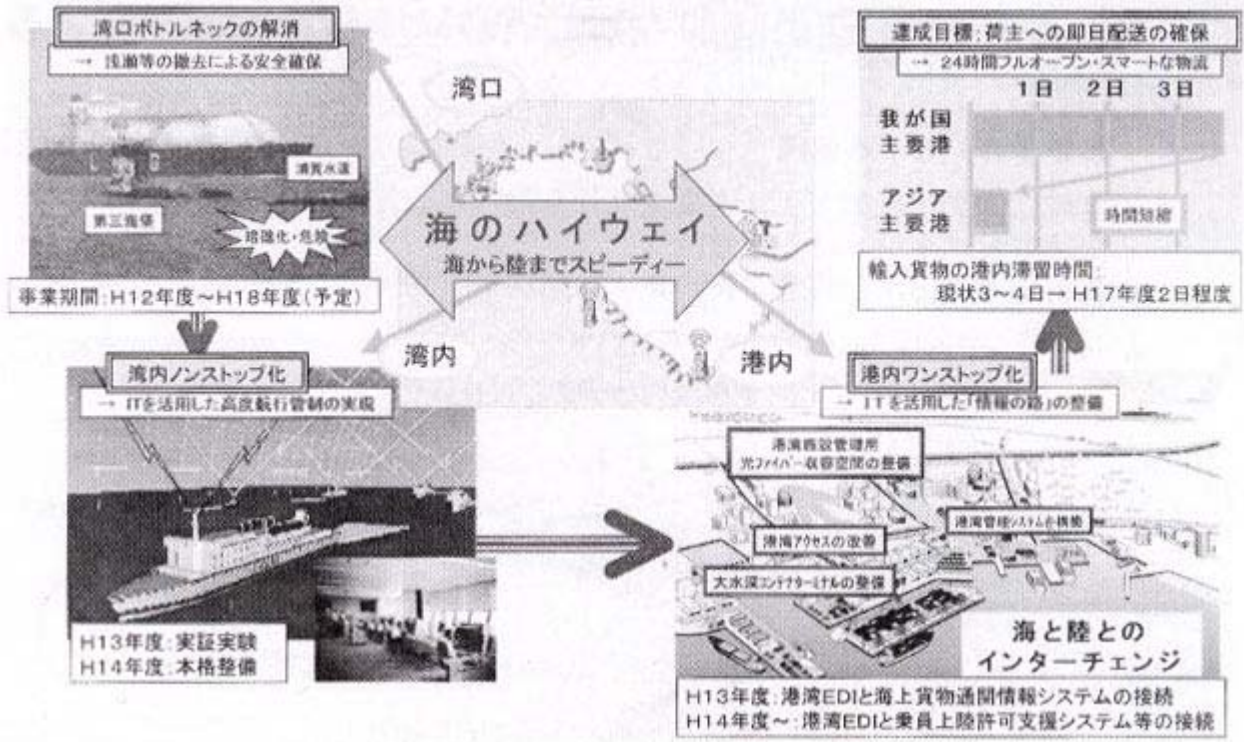 湾口ボトルネックの解消
→ 浅瀬等の撤去による安全確保
第三海堡
事業期間:H12年度～H18年度(予定)
湾口
海のハイウェイ
海から陸までスピーディー
湾内
港内
達成目標:荷主への即日配送の確保
→ 24時間フルオープン・スマートな物流
1日 2日 3日
我が国
主要港
アジア
主要港
時間短縮
輸入貨物の港内滞留時間:
現状3～4日→H17年度2日程度
湾内ノンストップ化
→ ITを活用した高度航行管制の実現
H13年度:実証実験
H14年度:本格整備
港内ワンストップ化
→ ITを活用した「情報の路」の整備
港湾施設管理用
光ファイバー収容空間の整備
港湾管理システムを構築
港湾アクセスの改善
大水深コンテナターミナルの整備
海と陸との
インターチェンジ
H13年度:港湾EDIと海上貨物通関情報システムの接続
H14年度～:港湾EDIと乗員上陸許可支援システム等の接続